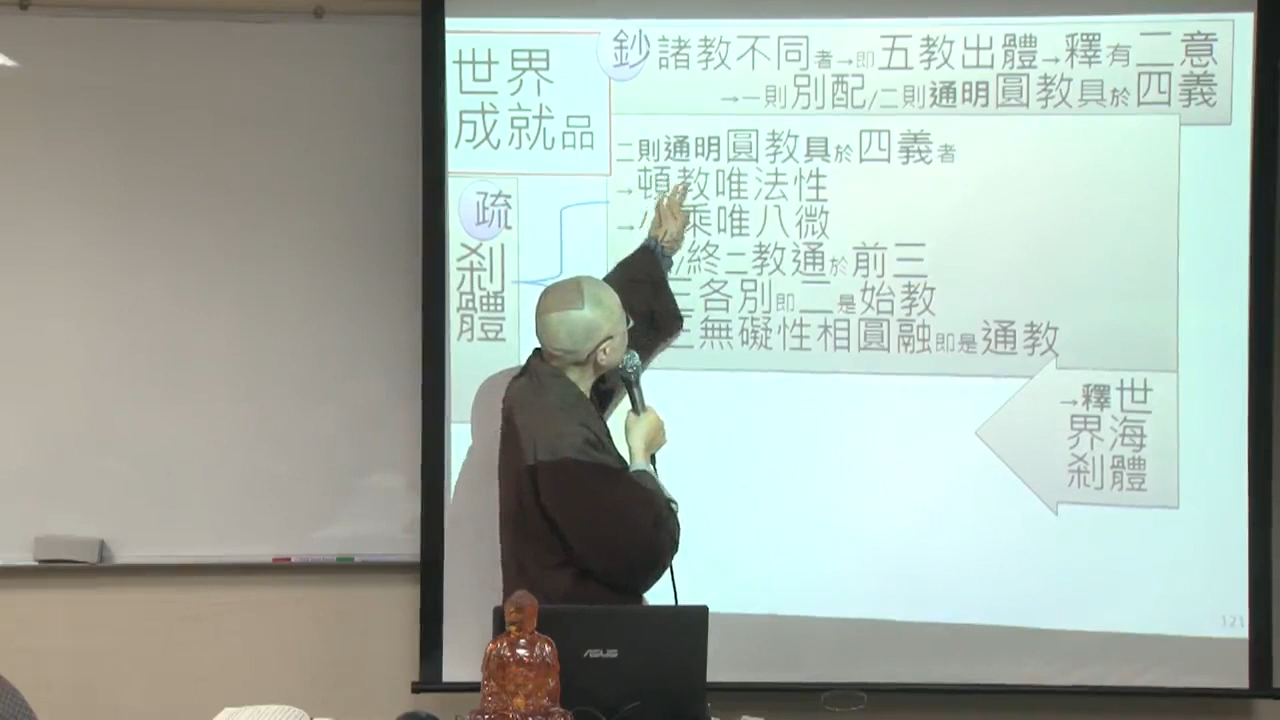 世界
成就品
鈔 諸教不同者→即五教出體→釋有二意
→一則別配/二則通明圓教具於四義
二則通明圓教具於四義者
→頓教唯法性
→小乘唯八微
/終二教通於前三
三各別即二是始教
三無礙性相圓融即是通教
疏
剎
體
→釋世
界海
剎體
121
ASUS